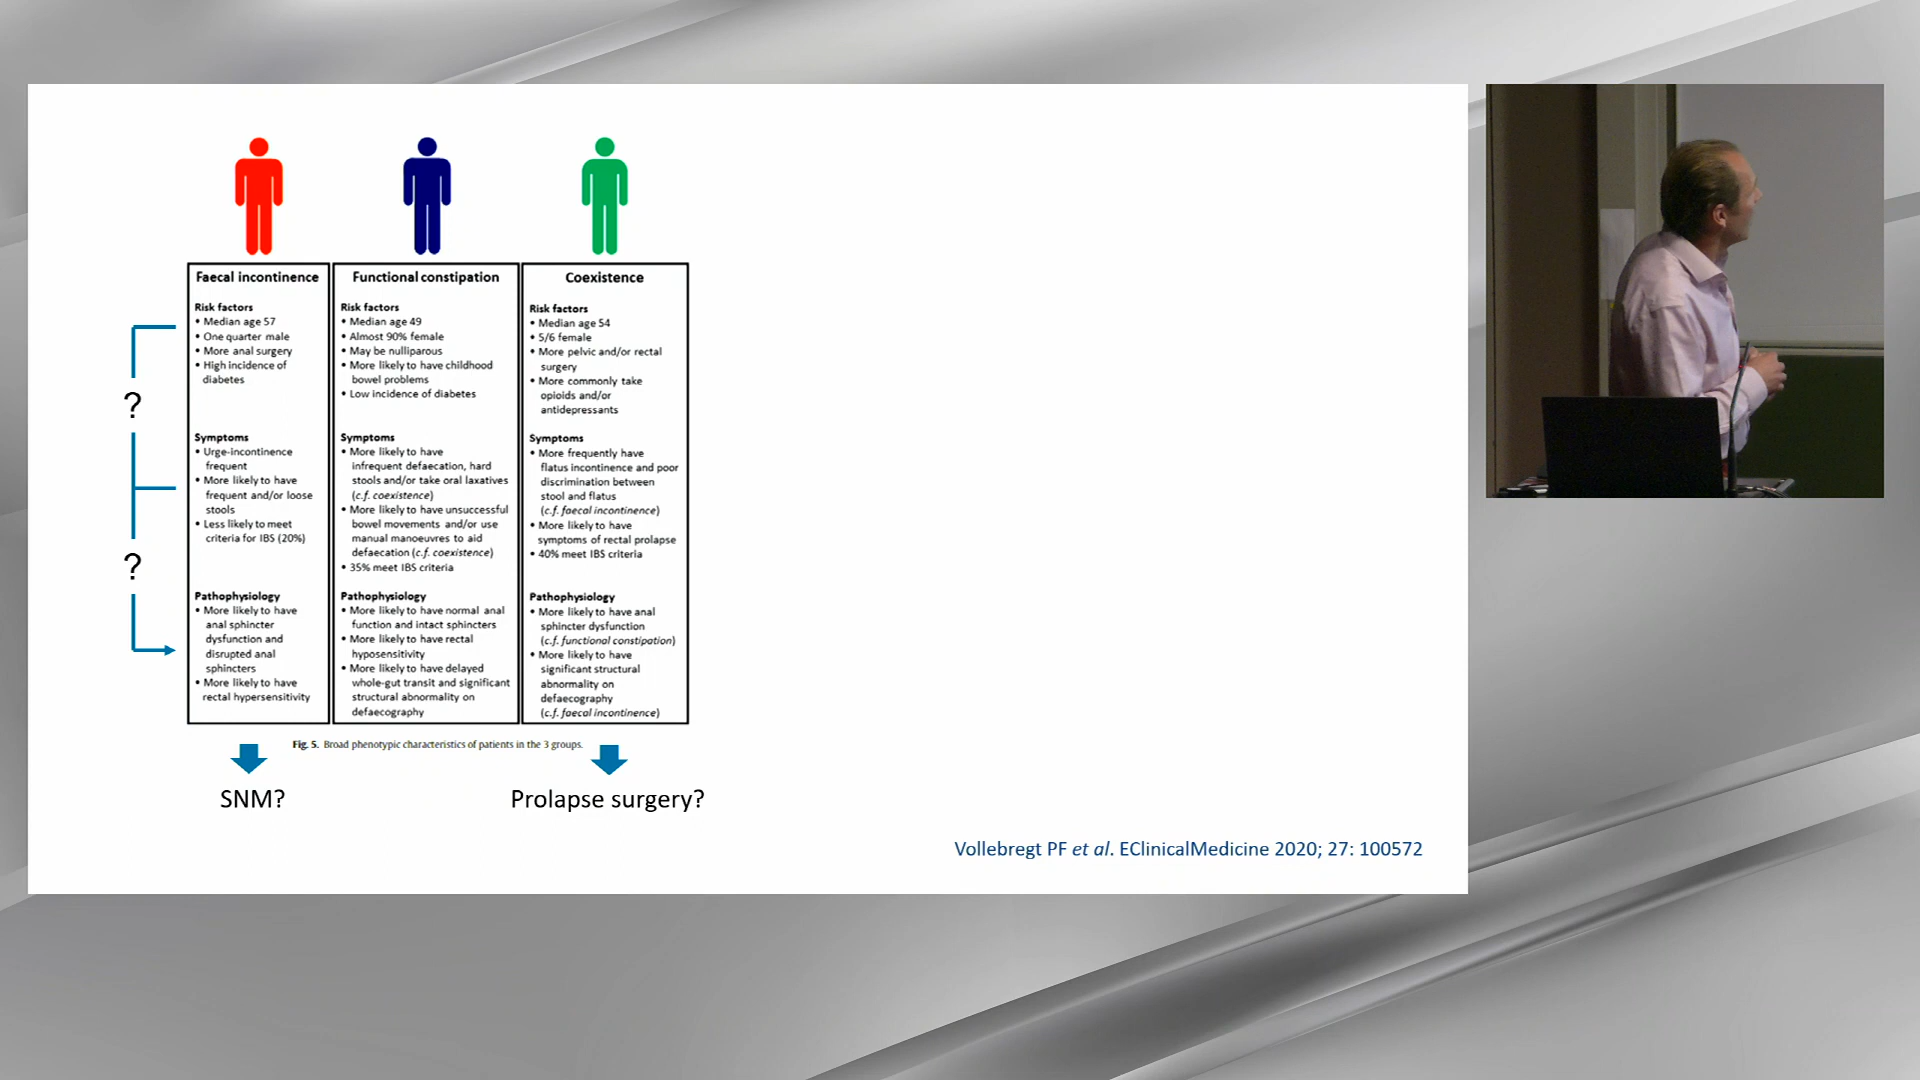 Faecal incontinence
Risk factors
• Median age 57
• One quarter male
• More anal surgery
• High incidence of
diabetes
Symptoms
• Urge-incontinence
frequent
• More likely to have
frequent and/or loose
stools
• Less likely to meet
criteria for IBS (20%)
Pathophysiology
• More likely to have
anal sphincter
dysfunction and
disrupted anal
sphincters
• More likely to have
rectal hypersensitivity
Functional constipation
Risk factors
• Median age 49
• Almost 90% female
• May be nulliparous
• More likely to have childhood
bowel problems
• Low incidence of diabetes
Symptoms
• More likely to have
infrequent defaecation, hard
stools and/or take oral laxatives
(c.f. coexistence)
• More likely to have unsuccessful
bowel movements and/or use
manual manoeuvres to aid
defaecation (c.f. coexistence)
• 35% meet IBS criteria
Pathophysiology
• More likely to have normal anal
function and intact sphincters
• More likely to have rectal
hyposensitivity
• More likely to have delayed
whole-gut transit and significant
structural abnormality on
defaecography
Coexistence
Risk factors
• Median age 54
• 5/6 female
• More pelvic and/or rectal
surgery
• More commonly take
opioids and/or
antidepressants
Symptoms
• More frequently have
flatus incontinence and poor
discrimination between
stool and flatus
(c.f. faecal incontinence)
• More likely to have
symptoms of rectal prolapse
• 40% meet IBS criteria
Pathophysiology
• More likely to have anal
sphincter dysfunction
(c.f. functional constipation)
• More likely to have
significant structural
abnormality on
defaecography
(c.f. faecal incontinence)
?
?
Fig. 5. Broad phenotypic characteristics of patients in the 3 groups.
SNM?
Prolapse surgery?
Vollebregt PF et al. EClinicalMedicine 2020; 27: 100572